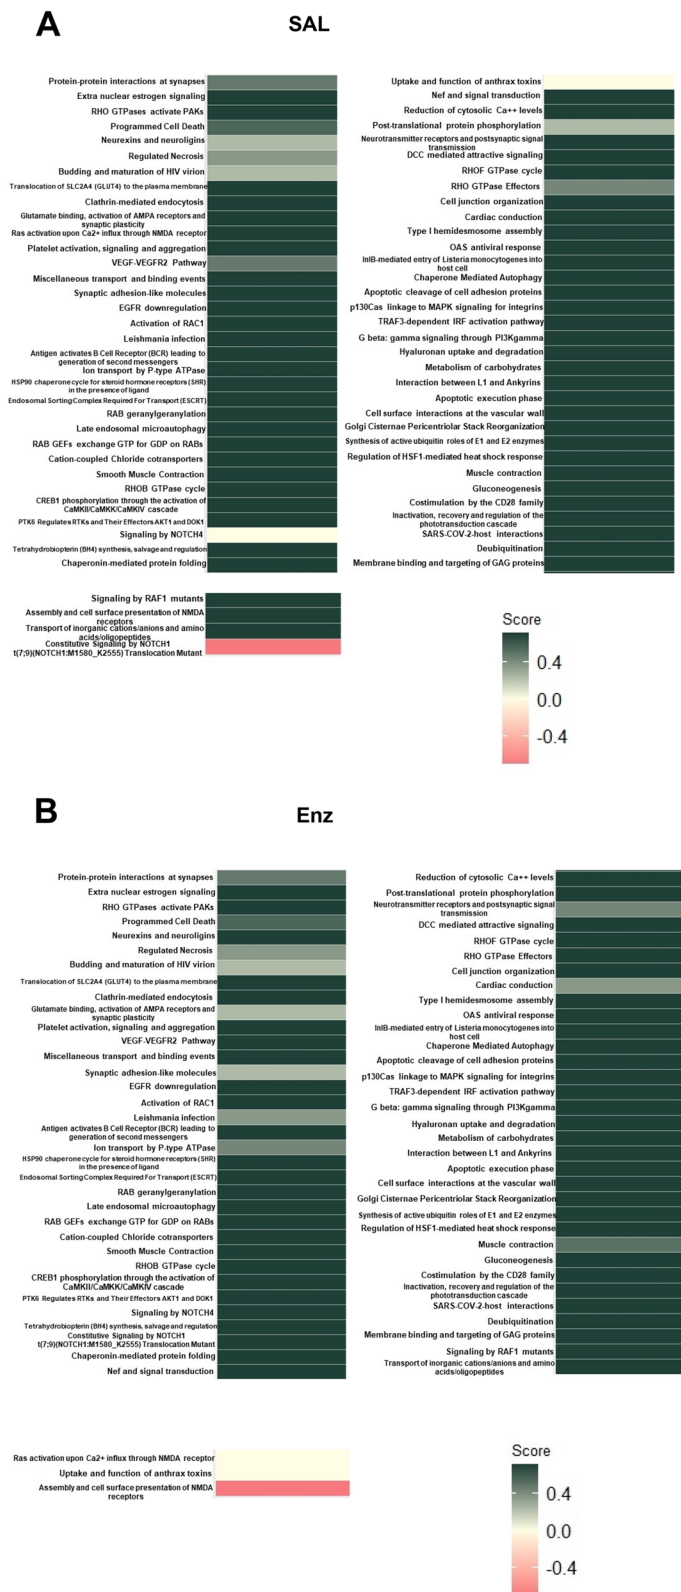 A
SAL
Protein-protein interactions at synapses
Extra nuclear estrogen signaling
RHO GTPases activate PAKs
Programmed Cell Death
Neurexins and neuroligins
Regulated Necrosis
Budding and maturation of HIV virion
Translocation of SLC2A4 (GLUT4) to the plasma membrane
Clathrin-mediated endocytosis
Glutamate binding, activation of AMPA receptors and
synaptic plasticity
Ras activation upon Ca2+ influx through NMDA receptor
Platelet activation, signaling and aggregation
VEGF-VEGFR2 Pathway
Miscellaneous transport and binding events
Synaptic adhesion-like molecules
EGFR downregulation
Activation of RAC1
Leishmania infection
Antigen activates B Cell Receptor (BCR) leading to
generation of second messengers
Ion transport by P-type ATPase
HSP90 chaperone cycle for steroid hormone receptors (SHR)
in the presence of ligand
Endosomal Sorting Complex Required For Transport (ESCRT)
RAB geranylgeranylation
Late endosomal microautophagy
RAB GEFs exchange GTP for GDP on RABs
Cation-coupled Chloride cotransporters
Smooth Muscle Contraction
RHOB GTPase cycle
CREB1 phosphorylation through the activation of
CaMKII/CaMKK/CaMKIV cascade
PTK6 Regulates RTKs and Their Effectors AKT1 and DOK1
Signaling by NOTCH4
Tetrahydrobiopterin (BH4) synthesis, salvage and regulation
Chaperonin-mediated protein folding
Uptake and function of anthrax toxins
Nef and signal transduction
Reduction of cytosolic Ca++ levels
Post-translational protein phosphorylation
Neurotransmitter receptors and postsynaptic signal
transmission
DCC mediated attractive signaling
RHOF GTPase cycle
RHO GTPase Effectors
Cell junction organization
Cardiac conduction
Type I hemidesmosome assembly
OAS antiviral response
InlB-mediated entry of Listeria monocytogenes into
host cell
Chaperone Mediated Autophagy
Apoptotic cleavage of cell adhesion proteins
p130Cas linkage to MAPK signaling for integrins
TRAF3-dependent IRF activation pathway
G beta: gamma signaling through PI3Kgamma
Hyaluronan uptake and degradation
Metabolism of carbohydrates
Interaction between L1 and Ankyrins
Apoptotic execution phase
Cell surface interactions at the vascular wall
Golgi Cisternae Pericentriolar Stack Reorganization
Synthesis of active ubiquitin roles of E1 and E2 enzymes
Regulation of HSF1-mediated heat shock response
Muscle contraction
Gluconeogenesis
Costimulation by the CD28 family
Inactivation, recovery and regulation of the
phototransduction cascade
SARS-COV-2-host interactions
Deubiquitination
Membrane binding and targeting of GAG proteins
Signaling by RAF1 mutants
Assembly and cell surface presentation of NMDA
receptors
Transport of inorganic cations/anions and amino
acids/oligopeptides
Constitutive Signaling by NOTCH1
t(7;9)(NOTCH1:M1580_K2555) Translocation Mutant
Score
0.4
0.0
-0.4
B
Enz
Protein-protein interactions at synapses
Extra nuclear estrogen signaling
RHO GTPases activate PAKs
Programmed Cell Death
Neurexins and neuroligins
Regulated Necrosis
Budding and maturation of HIV virion
Translocation of SLC2A4 (GLUT4) to the plasma membrane
Clathrin-mediated endocytosis
Glutamate binding, activation of AMPA receptors and
synaptic plasticity
Platelet activation, signaling and aggregation
VEGF-VEGFR2 Pathway
Miscellaneous transport and binding events
Synaptic adhesion-like molecules
EGFR downregulation
Activation of RAC1
Leishmania infection
Antigen activates B Cell Receptor (BCR) leading to
generation of second messengers
Ion transport by P-type ATPase
HSP90 chaperone cycle for steroid hormone receptors (SHR)
in the presence of ligand
Endosomal Sorting Complex Required For Transport (ESCRT)
RAB geranylgeranylation
Late endosomal microautophagy
RAB GEFs exchange GTP for GDP on RABs
Cation-coupled Chloride cotransporters
Smooth Muscle Contraction
RHOB GTPase cycle
CREB1 phosphorylation through the activation of
CaMKII/CaMKK/CaMKIV cascade
PTK6 Regulates RTKs and Their Effectors AKT1 and DOK1
Signaling by NOTCH4
Tetrahydrobiopterin (BH4) synthesis, salvage and regulation
Constitutive Signaling by NOTCH1
t(7;9)(NOTCH1:M1580_K2555) Translocation Mutant
Chaperonin-mediated protein folding
Nef and signal transduction
Reduction of cytosolic Ca++ levels
Post-translational protein phosphorylation
Neurotransmitter receptors and postsynaptic signal
transmission
DCC mediated attractive signaling
RHOF GTPase cycle
RHO GTPase Effectors
Cell junction organization
Cardiac conduction
Type I hemidesmosome assembly
OAS antiviral response
InlB-mediated entry of Listeria monocytogenes into
host cell
Chaperone Mediated Autophagy
Apoptotic cleavage of cell adhesion proteins
p130Cas linkage to MAPK signaling for integrins
TRAF3-dependent IRF activation pathway
G beta: gamma signaling through PI3Kgamma
Hyaluronan uptake and degradation
Metabolism of carbohydrates
Interaction between L1 and Ankyrins
Apoptotic execution phase
Cell surface interactions at the vascular wall
Golgi Cisternae Pericentriolar Stack Reorganization
Synthesis of active ubiquitin roles of E1 and E2 enzymes
Regulation of HSF1-mediated heat shock response
Muscle contraction
Gluconeogenesis
Costimulation by the CD28 family
Inactivation, recovery and regulation of the
phototransduction cascade
SARS-COV-2-host interactions
Deubiquitination
Membrane binding and targeting of GAG proteins
Signaling by RAF1 mutants
Transport of inorganic cations/anions and amino
acids/oligopeptides
Ras activation upon Ca2+ influx through NMDA receptor
Uptake and function of anthrax toxins
Assembly and cell surface presentation of NMDA
receptors
Score
0.4
0.0
-0.4